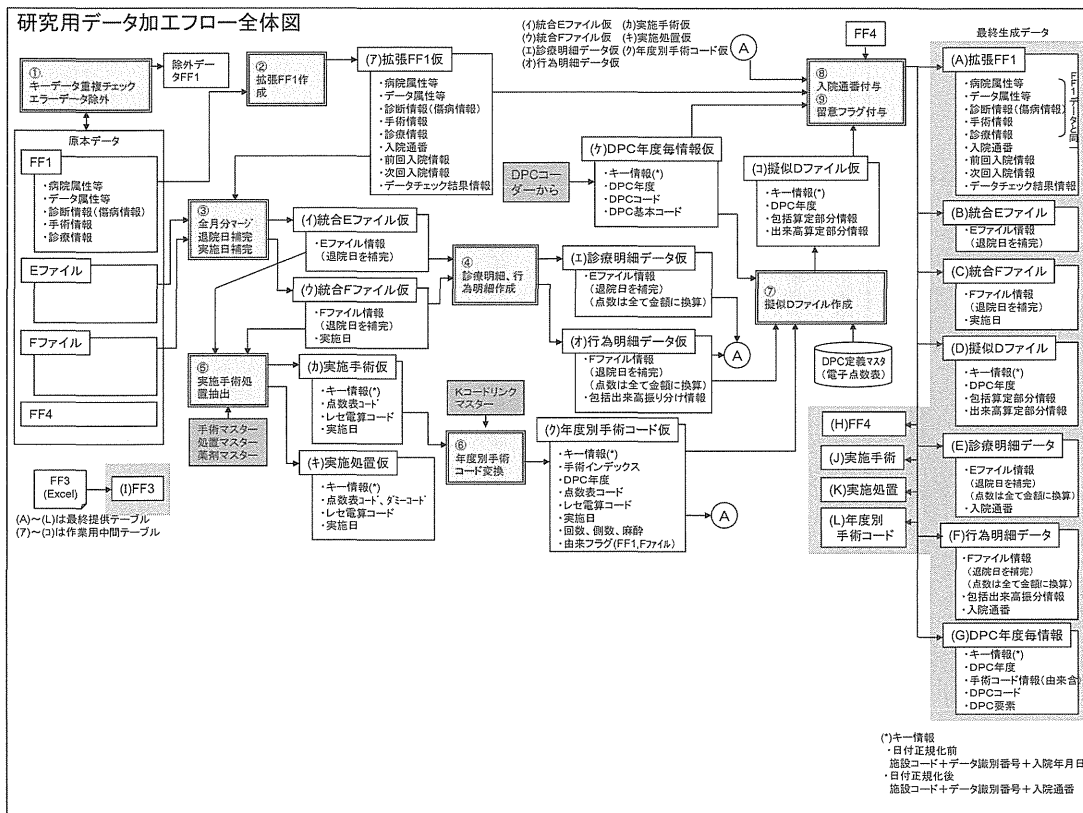 研究用データ加工フロー全体図
①
キーデータ重複チェック
エラーデータ除外
除外デー
タFF1
②
拡張FF1作
成
(ア)拡張FF1仮
・病院属性等
・データ属性等
・診断情報(傷病情報)
・手術情報
・診療情報
・入院通番
・前回入院情報
・次回入院情報
・データチェック結果情報
(イ)統合Eファイル仮 (カ)実施手術仮
(ウ)統合Fファイル仮 (キ)実施処置仮
(エ)診療明細データ仮 (ク)年度別手術コード仮
(オ)行為明細データ仮
A
FF4
⑧
入院通番付与
⑨
留意フラグ付与
原本データ
FF1
・病院属性等
・データ属性等
・診断情報(傷病情報)
・手術情報
・診療情報
Eファイル
Fファイル
FF4
③
全月分マージ
退院日補完
実施日補完
(イ)統合Eファイル仮
・Eファイル情報
(退院日を補完)
(ウ)統合Fファイル仮
・Fファイル情報
(退院日を補完)
・実施日
④
診療明細、行
為明細作成
DPCコー
ダーから
(ケ)DPC年度毎情報仮
・キー情報(*)
・DPC年度
・DPCコード
・DPC基本コード
(コ)擬似Dファイル仮
・キー情報(*)
・DPC年度
・包括算定部分情報
・出来高算定部分情報
(エ)診療明細データ仮
・Eファイル情報
(退院日を補完)
(点数は全て金額に換算)
(オ)行為明細データ仮
・Fファイル情報
(退院日を補完)
(点数は全て金額に換算)
・包括出来高振り分け情報
A
⑦
擬似Dファイル作成
DPC定義マスタ
(電子点数表)
⑤
実施手術処
置抽出
手術マスター
処置マスター
薬剤マスター
(カ)実施手術仮
・キー情報(*)
・点数表コード
・レセ電算コード
・実施日
(キ)実施処置仮
・キー情報(*)
・点数表コード、ダミーコード
・レセ電算コード
・実施日
Kコードリンク
マスター
⑥
年度別手術
コード変換
(ク)年度別手術コード仮
・キー情報(*)
・手術インデックス
・DPC年度
・点数表コード
・レセ電算コード
・実施日
・回数、側数、麻酔
・由来フラグ(FF1,Fファイル)
A
FF3
(Excel)
(I)FF3
(A)～(L)は最終提供テーブル
(ア)～(コ)は作業用中間テーブル
最終生成データ
(A)拡張FF1
・病院属性等
・データ属性等
・診断情報(傷病情報)
・手術情報
・診療情報
・入院通番
・前回入院情報
・次回入院情報
・データチェック結果情報
FF1データと同
(B)統合Eファイル
・Eファイル情報
(退院日を補完)
(C)統合Fファイル
・Fファイル情報
(退院日を補完)
・実施日
(D)擬似Dファイル
・キー情報(*)
・DPC年度
・包括算定部分情報
・出来高算定部分情報
(E)診療明細データ
・Eファイル情報
(退院日を補完)
(点数は全て金額に換算)
・入院通番
(F)行為明細データ
・Fファイル情報
(退院日を補完)
(点数は全て金額に換算)
・包括出来高振分情報
・入院通番
(G)DPC年度毎情報
・キー情報(*)
・DPC年度
・手術コード情報(由来含)
・DPCコード
・DPC要素
(H)FF4
(J)実施手術
(K)実施処置
(L)年度別
手術コード
(*)キー情報
・日付正規化前
施設コード+データ識別番号+入院年月日
・日付正規化後
施設コード+データ識別番号+入院通番